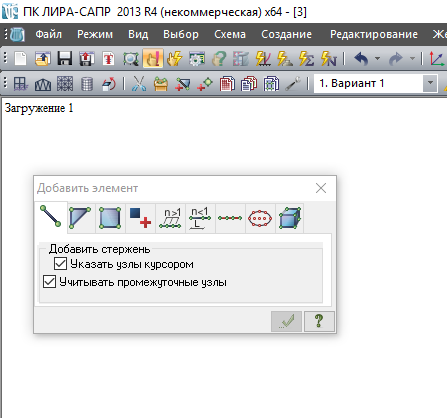 ПК ЛИРА-САПР 2013 R4 (некоммерческая) x64 - [3]
Файл Режим Вид Выбор Схема Создание Редактирование Же
1. Вариант 1
Загружение 1
Добавить элемент
n>1 n<1
Добавить стержень
Указать узлы курсором
Учитывать промежуточные узлы
?